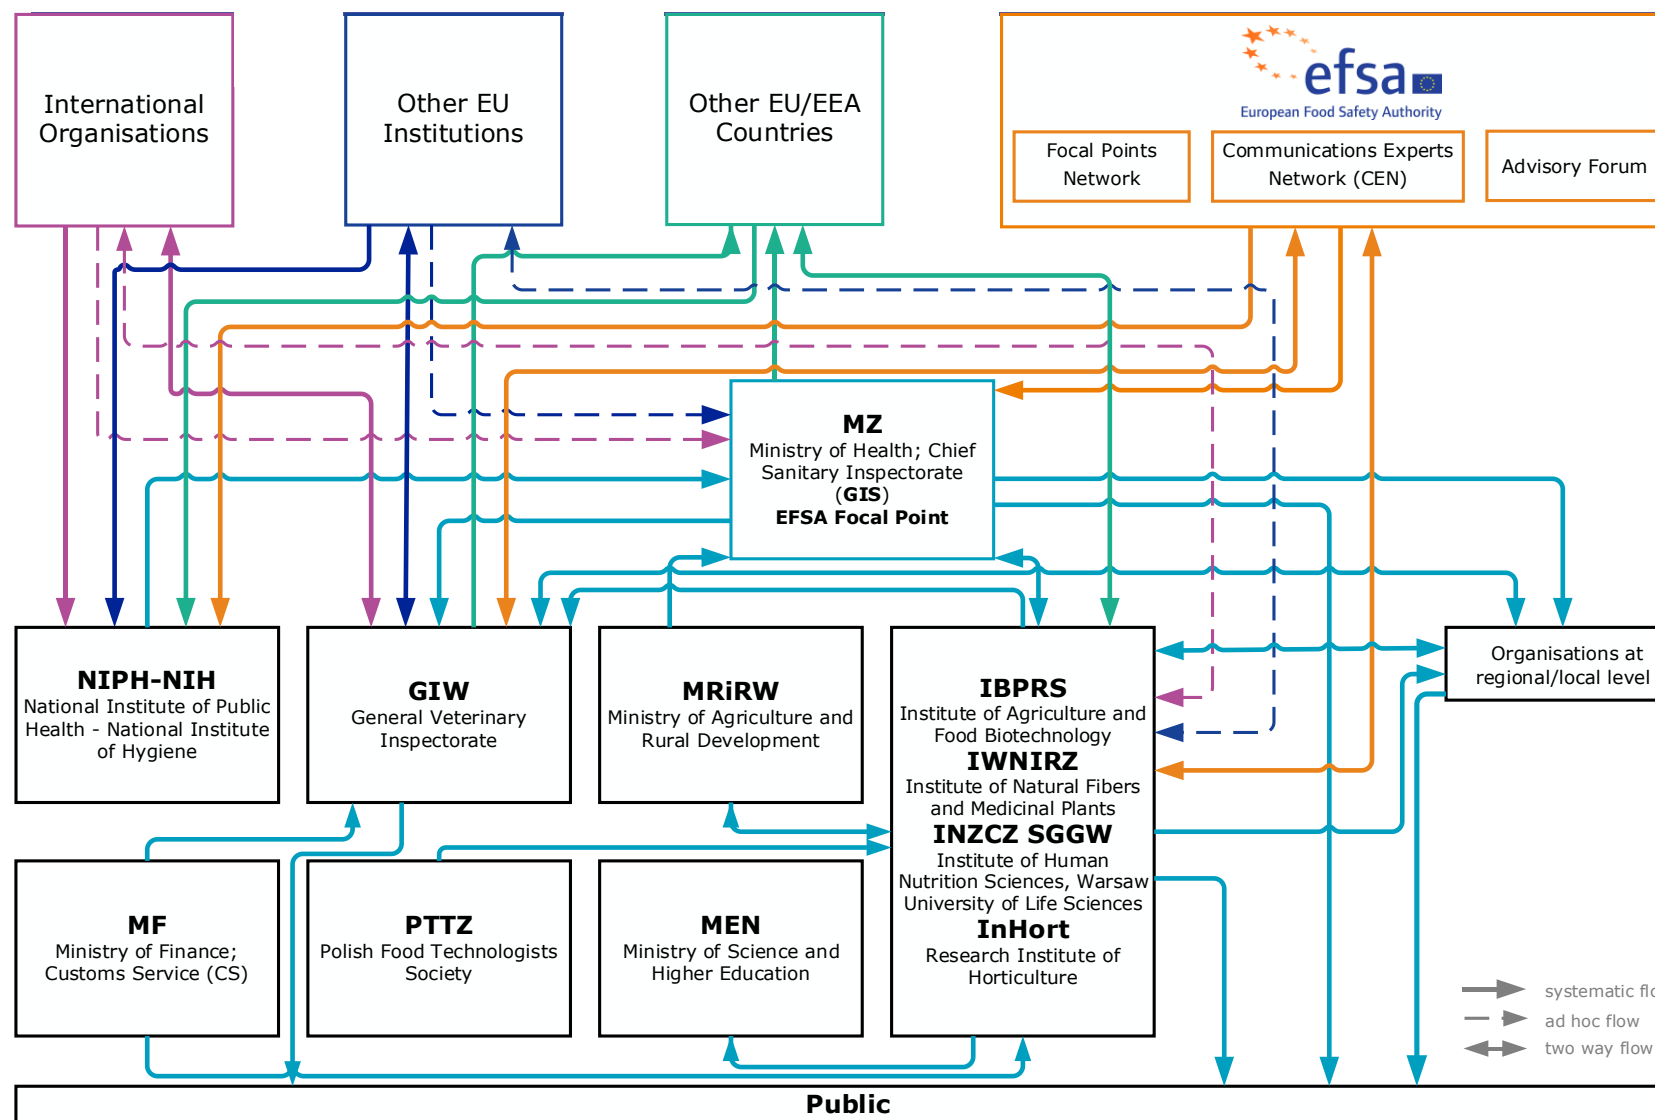 International
Organisations
Other EU
Institutions
Other EU/EEA
Countries
efsa
European Food Safety Authority
Focal Points
Network
Communications Experts
Network (CEN)
Advisory Forum
MZ
Ministry of Health; Chief
Sanitary Inspectorate
(GIS)
EFSA Focal Point
NIPH-NIH
National Institute of Public
Health - National Institute
of Hygiene
GIW
General Veterinary
Inspectorate
MRiRW
Ministry of Agriculture and
Rural Development
IBPRS
Institute of Agriculture and
Food Biotechnology
IWNIRZ
Institute of Natural Fibers
and Medicinal Plants
INZCZ SGGW
Institute of Human
Nutrition Sciences, Warsaw
University of Life Sciences
InHort
Research Institute of
Horticulture
Organisations at
regional/local level
MF
Ministry of Finance;
Customs Service (CS)
PTTZ
Polish Food Technologists
Society
MEN
Ministry of Science and
Higher Education
systematic flo
ad hoc flow
two way flow
Public